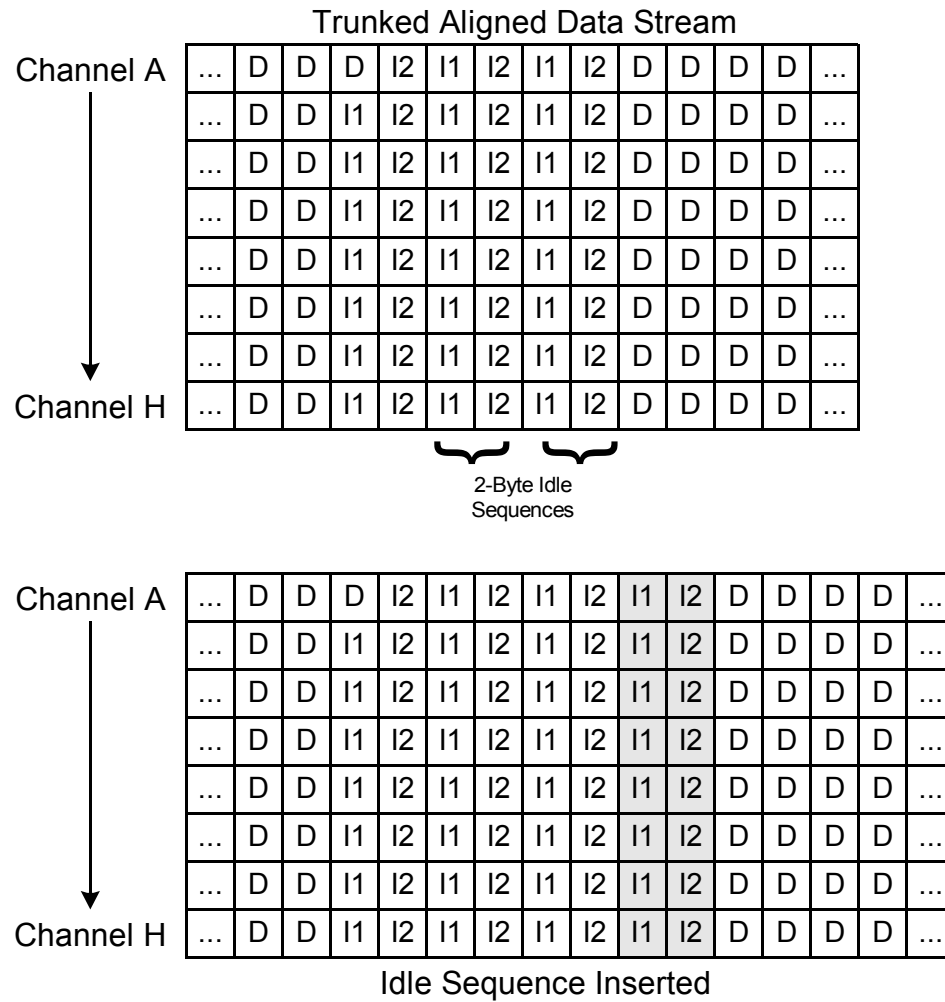 Trunked Aligned Data Stream
Channel A ... D D D I2 I1 I2 I1 I2 D D D D ...
... D D I1 I2 I1 I2 I1 I2 D D D D ...
... D D I1 I2 I1 I2 I1 I2 D D D D ...
... D D I1 I2 I1 I2 I1 I2 D D D D ...
... D D I1 I2 I1 I2 I1 I2 D D D D ...
... D D I1 I2 I1 I2 I1 I2 D D D D ...
... D D I1 I2 I1 I2 I1 I2 D D D D ...
Channel H ... D D I1 I2 I1 I2 I1 I2 D D D D ...
2-Byte Idle
Sequences
Channel A ... D D D I2 I1 I2 I1 I2 I1 I2 D D D D ...
... D D I1 I2 I1 I2 I1 I2 I1 I2 D D D D ...
... D D I1 I2 I1 I2 I1 I2 I1 I2 D D D D ...
... D D I1 I2 I1 I2 I1 I2 I1 I2 D D D D ...
... D D I1 I2 I1 I2 I1 I2 I1 I2 D D D D ...
... D D I1 I2 I1 I2 I1 I2 I1 I2 D D D D ...
... D D I1 I2 I1 I2 I1 I2 I1 I2 D D D D ...
Channel H ... D D I1 I2 I1 I2 I1 I2 I1 I2 D D D D ...
Idle Sequence Inserted